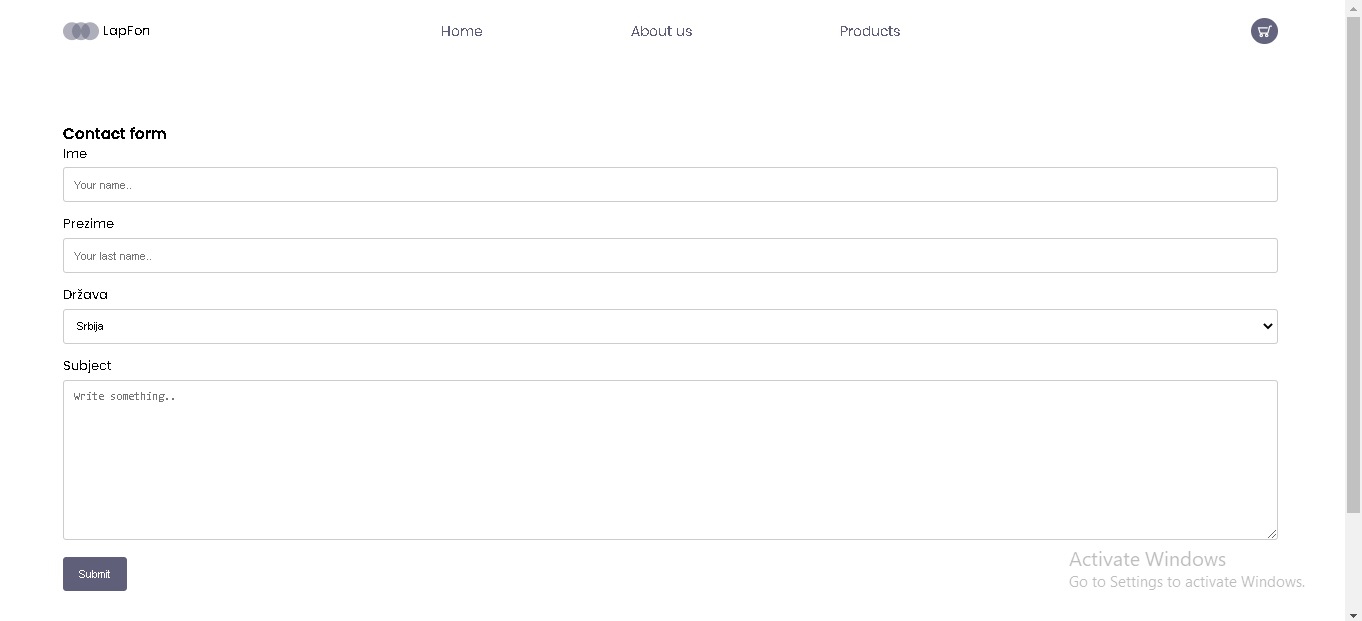 LapFon
Home
About us
Products
Contact form
Ime
Your name..
Prezime
Your last name..
Država
Srbija
Subject
Write something..
Submit
Activate Windows
Go to Settings to activate Windows.